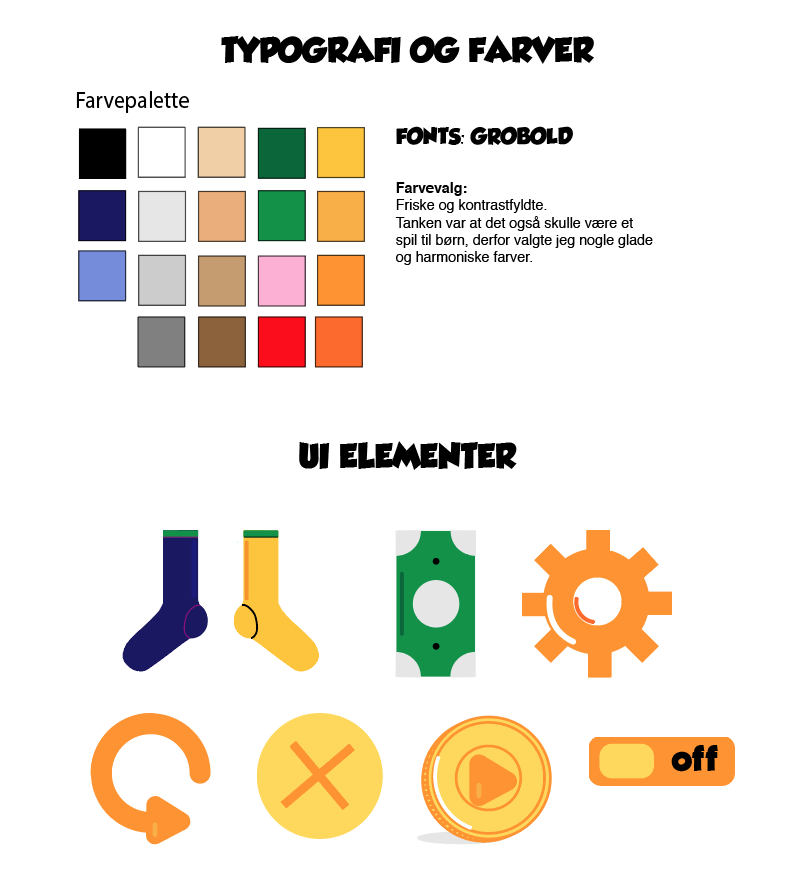 TYPOGRAFI OG FARVER
Farvepalette
FONTS: GROBOLD
Farvevalg:
Friske og kontrastfyldte.
Tanken var at det også skulle være et
spil til børn, derfor valgte jeg nogle glade
og harmoniske farver.
UI ELEMENTER
off